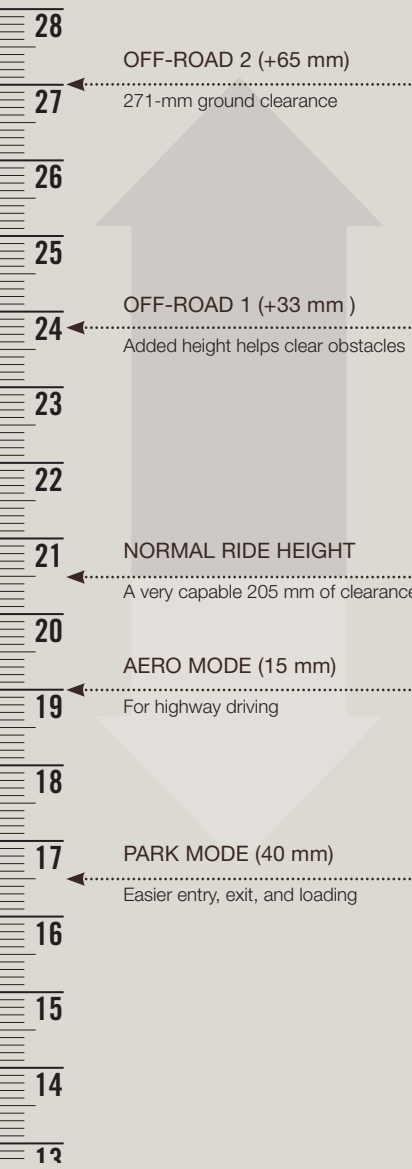 28
OFF-ROAD 2 (+65 mm)
27
271-mm ground clearance
26
25
OFF-ROAD 1 (+33 mm )
24
Added height helps clear obstacles
23
22
21
NORMAL RIDE HEIGHT
A very capable 205 mm of clearance
20
AERO MODE (15 mm)
19
For highway driving
18
17
PARK MODE (40 mm)
Easier entry, exit, and loading
16
15
14
13